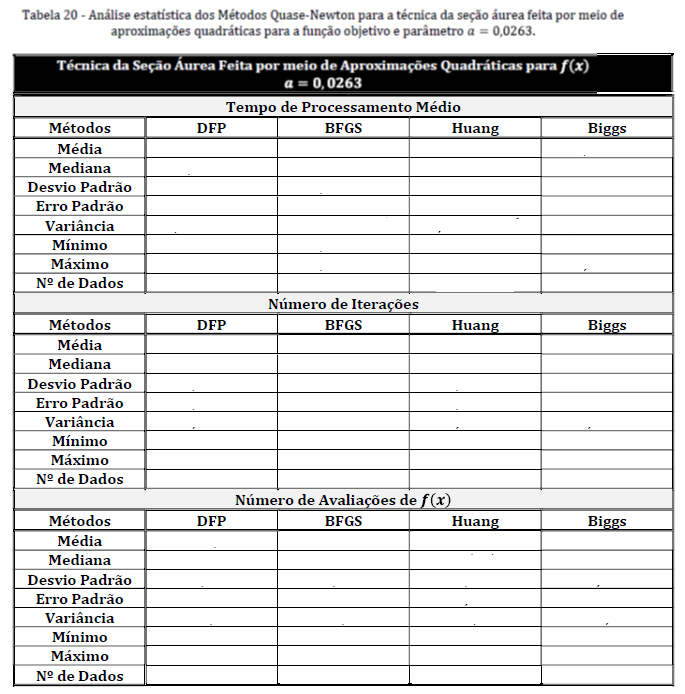 Tabela 20 - Análise estatística dos Métodos Quase-Newton para a técnica da seção áurea feita por meio de
aproximações quadráticas para a função objetivo e parâmetro a = 0,0263.
Técnica da Seção Áurea Feita por meio de Aproximações Quadráticas para f(x)
a = 0,0263
Tempo de Processamento Médio
Métodos DFP BFGS Huang Biggs
Média
Mediana
Desvio Padrão
Erro Padrão
Variância
Mínimo
Máximo
Nº de Dados
Número de Iterações
Métodos DFP BFGS Huang Biggs
Média
Mediana
Desvio Padrão
Erro Padrão
Variância
Mínimo
Máximo
Nº de Dados
Número de Avaliações de f(x)
Métodos DFP BFGS Huang Biggs
Média
Mediana
Desvio Padrão
Erro Padrão
Variância
Mínimo
Máximo
Nº de Dados